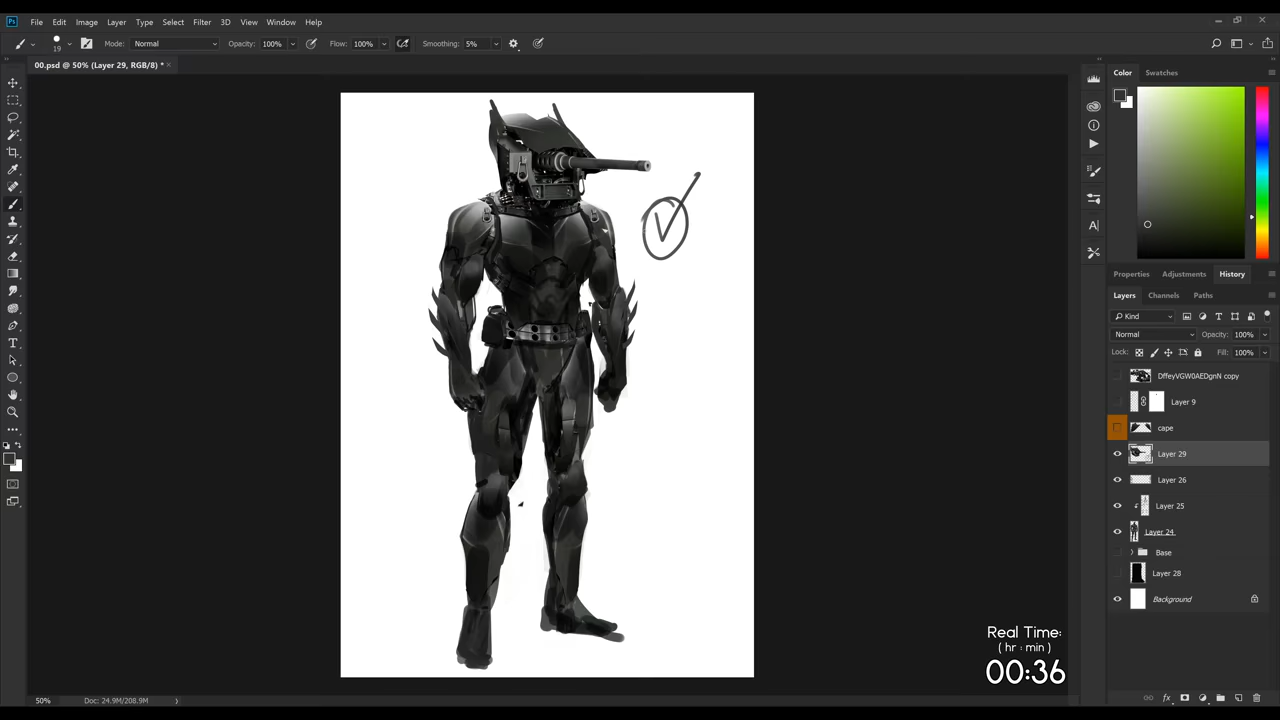 Ps File Edit Image Layer Type Select Filter 3D View Window Help
19 Mode: Normal Opacity: 100% Flow: 100% Smoothing: 5%
00.psd @ 50% (Layer 29, RGB/8) * ×
Color Swatches
Properties Adjustments History
Layers Channels Paths
Kind
Normal Opacity: 100%
Lock: Fill: 100%
DffeyVGW0AEDgnN copy
Layer 9
cape
Layer 29
Layer 26
Layer 25
Layer 24
Base
Layer 28
Background
Real Time:
( hr : min )
00:36
50% Doc: 24.9M/208.9M
fx